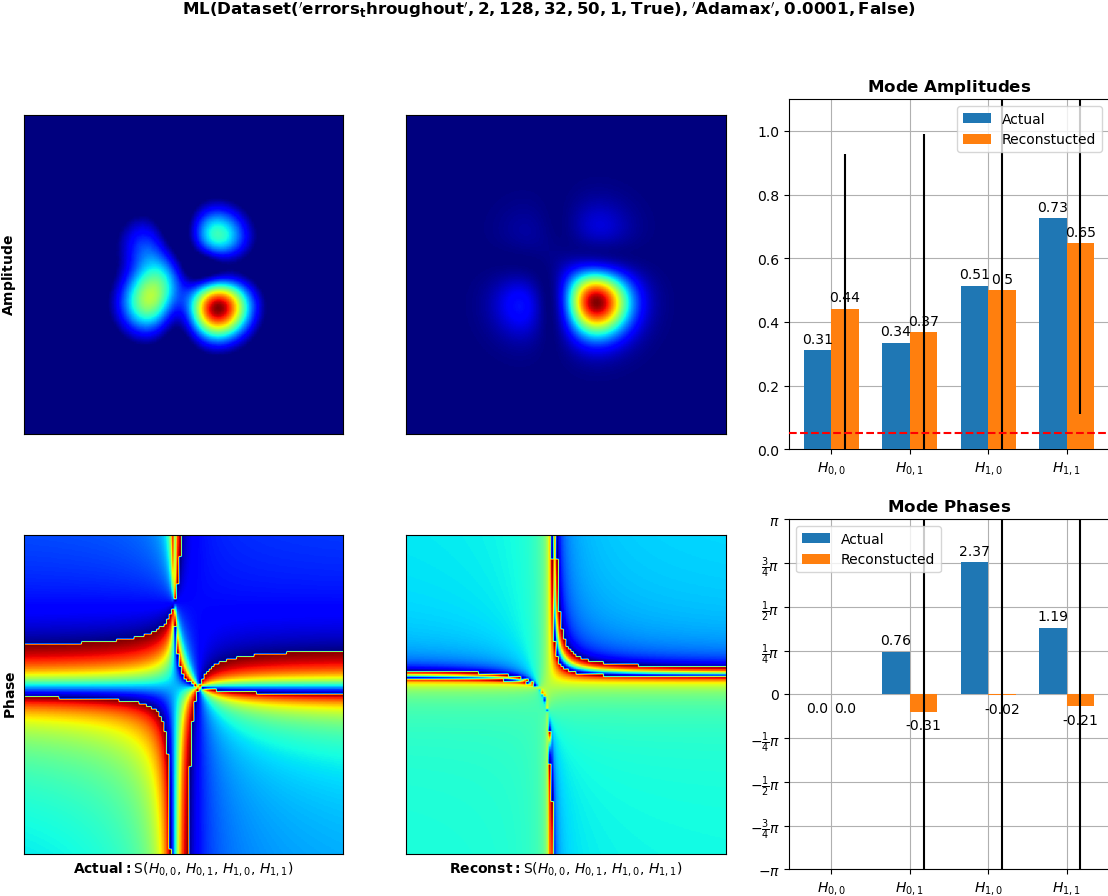 ML(Dataset('errors_throughout', 2, 128, 32, 50, 1, True), 'Adamax', 0.0001, False)
Amplitude
Mode Amplitudes
Actual
Reconstucted
1.0
0.8
0.6
0.4
0.2
0.0
0.31
0.44
0.34
0.37
0.51
0.5
0.73
0.65
H0,0
H0,1
H1,0
H1,1
Phase
Actual: S(H0,0, H0,1, H1,0, H1,1)
Reconst: S(H0,0, H0,1, H1,0, H1,1)
Mode Phases
Actual
Reconstucted
π
3/4π
1/2π
1/4π
0
−1/4π
−1/2π
−3/4π
−π
0.0
0.0
0.76
-0.31
2.37
-0.02
1.19
-0.21
H0,0
H0,1
H1,0
H1,1